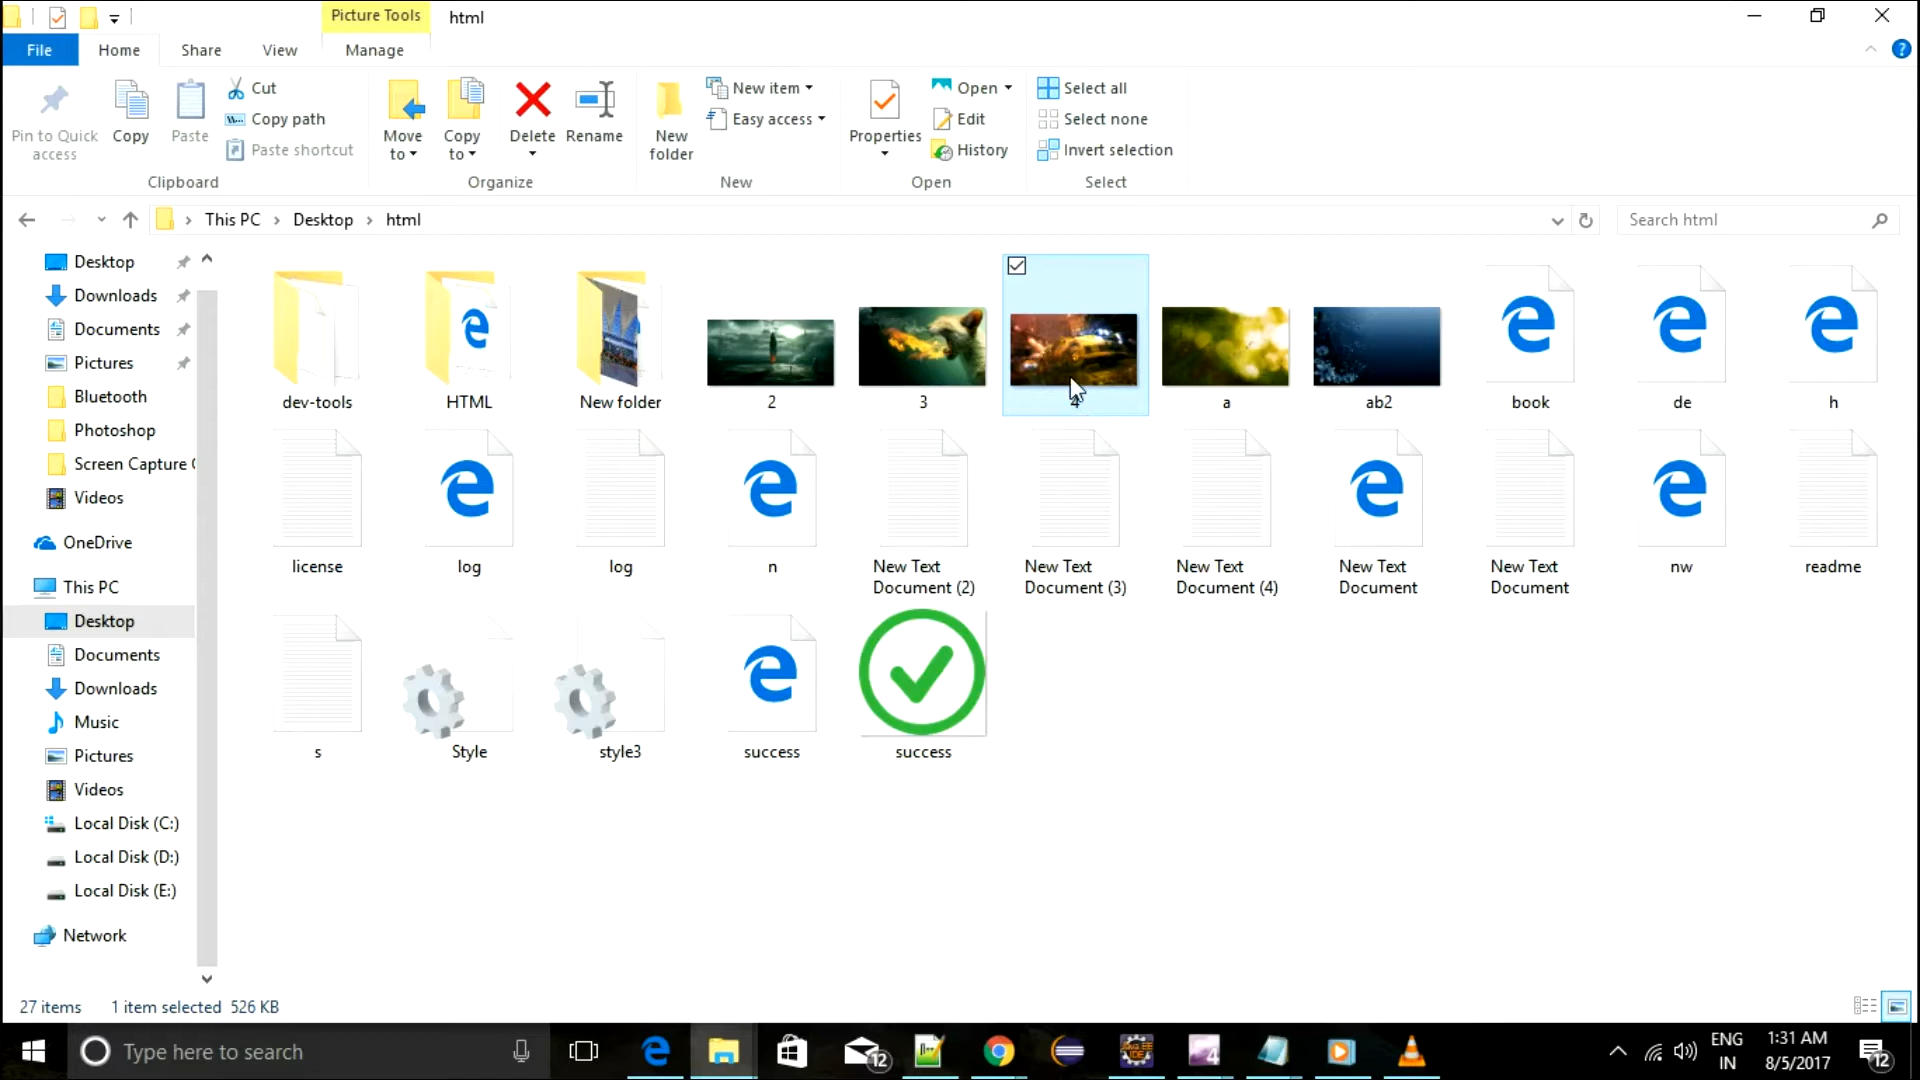 Picture Tools
html
File
Home
Share
View
Manage
Pin to Quick
access
Copy
Paste
Cut
Copy path
Paste shortcut
Move
to
Copy
to
Delete
Rename
New
folder
New item
Easy access
Properties
Open
Edit
History
Select all
Select none
Invert selection
Clipboard
Organize
New
Open
Select
This PC
Desktop
html
Search html
Desktop
Downloads
Documents
Pictures
Bluetooth
Photoshop
Screen Capture
Videos
OneDrive
This PC
Desktop
Documents
Downloads
Music
Pictures
Videos
Local Disk (C:)
Local Disk (D:)
Local Disk (E:)
Network
dev-tools
HTML
New folder
2
3
4
a
ab2
book
de
h
license
log
log
n
New Text
Document (2)
New Text
Document (3)
New Text
Document (4)
New Text
Document
New Text
Document
nw
readme
s
Style
style3
success
success
27 items
1 item selected 526 KB
Type here to search
12
4
ENG
IN
1:31 AM
8/5/2017
12